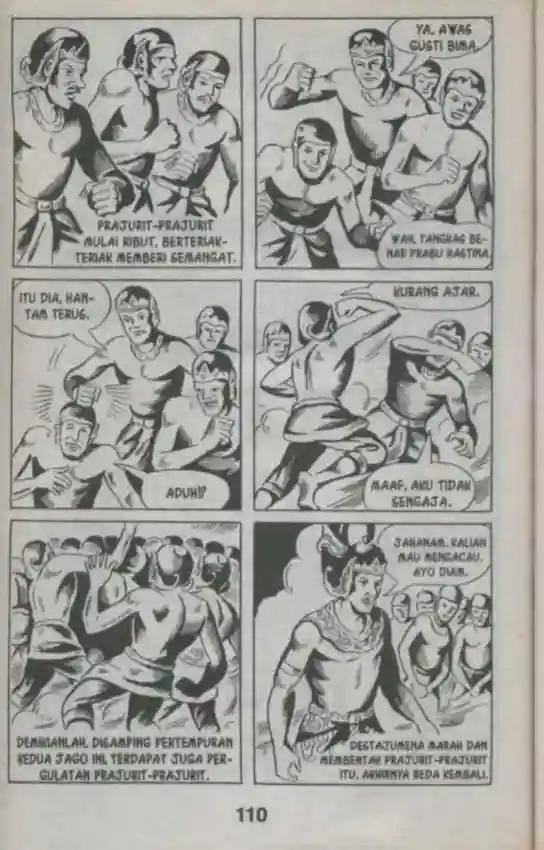 PRAJURIT-PRAJURIT
MULAI RIBUT, BERTERIAK-
TERIAK MEMBERI SEMANGAT.
YA, AWAS
GUSTI BIMA.
WAH, TANGKAS BE-
NAR PRABU HASTINA.
ITU DIA, HAN-
TAM TERUS.
ADUH!?
KURANG AJAR.
MAAF, AKU TIDAK
SENGAJA.
DEMIKIANLAH, DISAMPING PERTEMPURAN
KEDUA JAGO INI, TERDAPAT JUGA PER-
GULATAN PRAJURIT-PRAJURIT.
JAHANAM, KALIAN
MAU MENGACAU.
AYO DIAM.
DESTAJUMENA MARAH DAN
MEMBENTAK PRAJURIT-PRAJURIT
ITU, AKHIRNYA REDA KEMBALI.
110